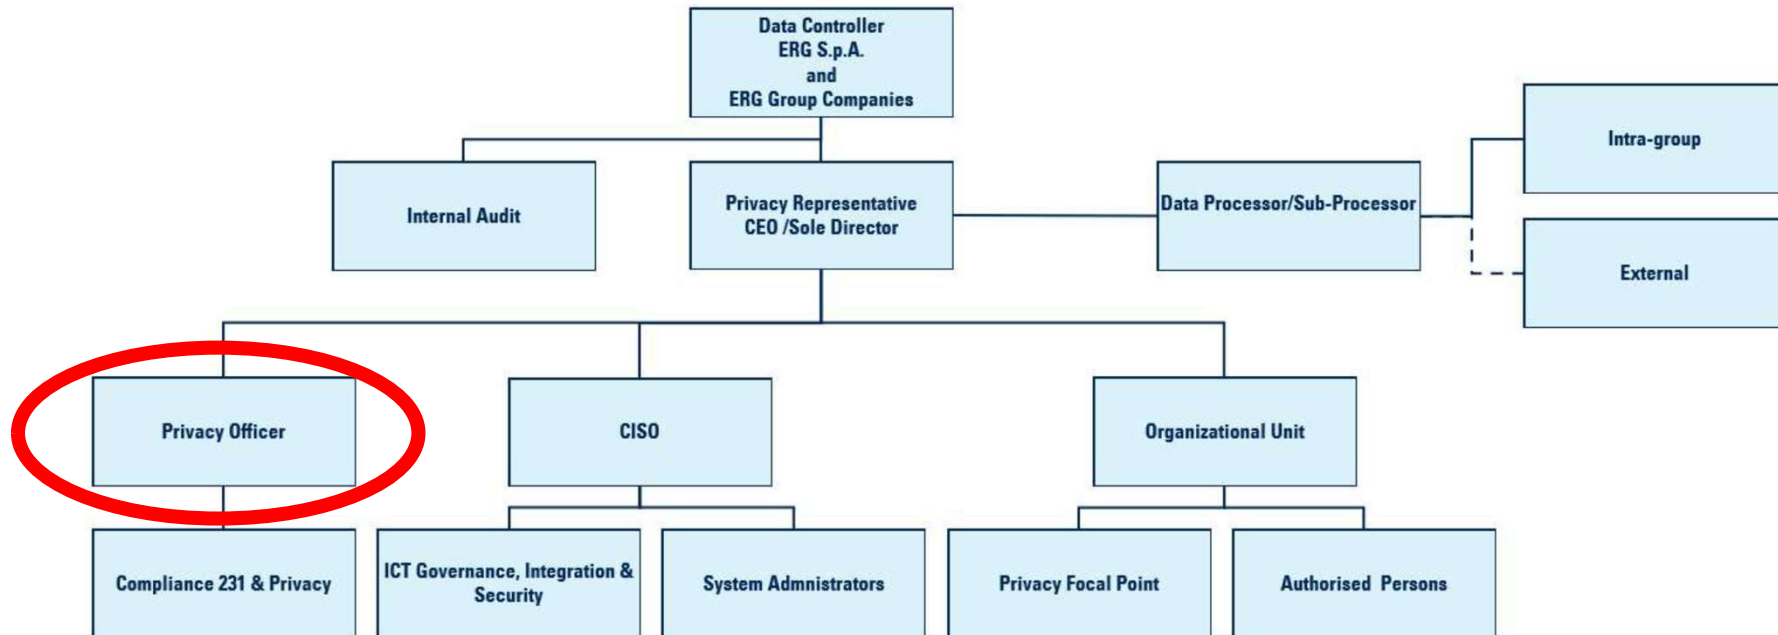 Data Controller
ERG S.p.A.
and
ERG Group Companies
Intra-group
Internal Audit
Privacy Representative
CEO /Sole Director
Data Processor/Sub-Processor
External
Privacy Officer
CISO
Organizational Unit
Compliance 231 & Privacy
ICT Governance, Integration &
Security
System Admnistrators
Privacy Focal Point
Authorised Persons